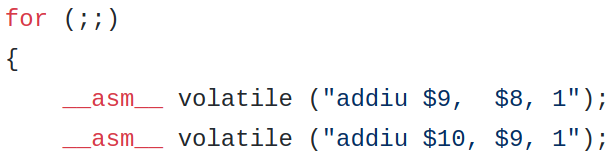 for (;;)
{
    __asm__ volatile ("addiu $9,  $8, 1");
    __asm__ volatile ("addiu $10, $9, 1");